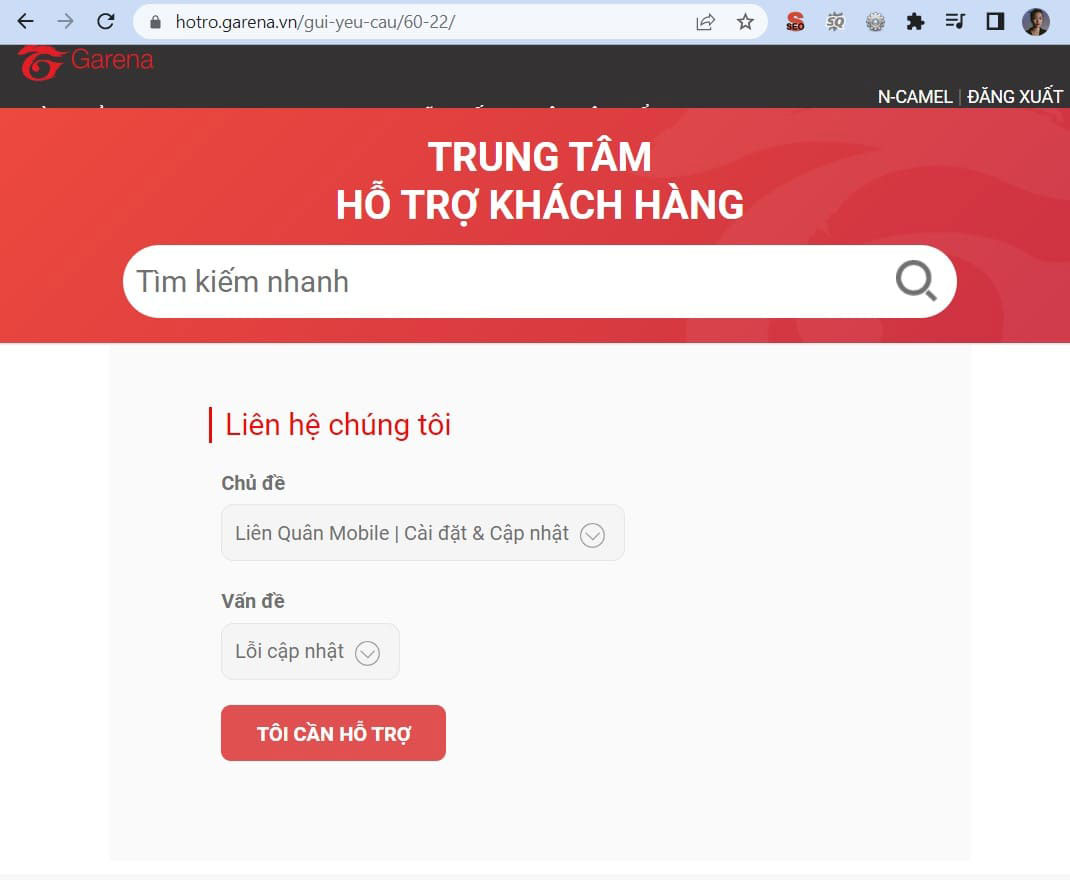 hotro.garena.vn/gui-yeu-cau/60-22/
SEO
SQ
Garena
N-CAMEL | ĐĂNG XUẤT
TRUNG TÂM
HỖ TRỢ KHÁCH HÀNG
Tìm kiếm nhanh
Liên hệ chúng tôi
Chủ đề
Liên Quân Mobile | Cài đặt & Cập nhật
Vấn đề
Lỗi cập nhật
TÔI CẦN HỖ TRỢ